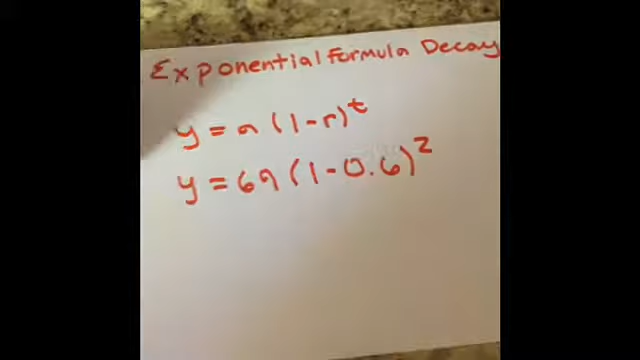 Exponential Formula Decay
y = a (1-r)^t
y = 69 (1-0.6)^2